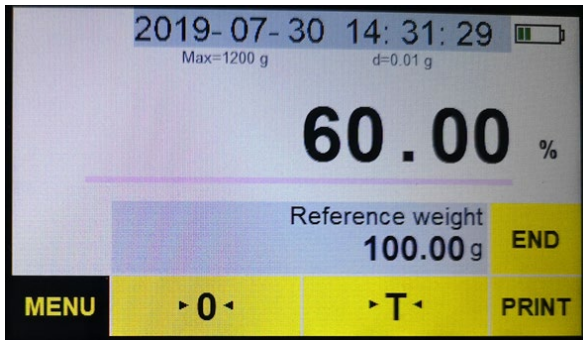 2019-07-30 14:31:29
Max=1200 g d=0.01 g
60.00 %
Reference weight
100.00 g
END
MENU ▸0◂ ▸T◂ PRINT